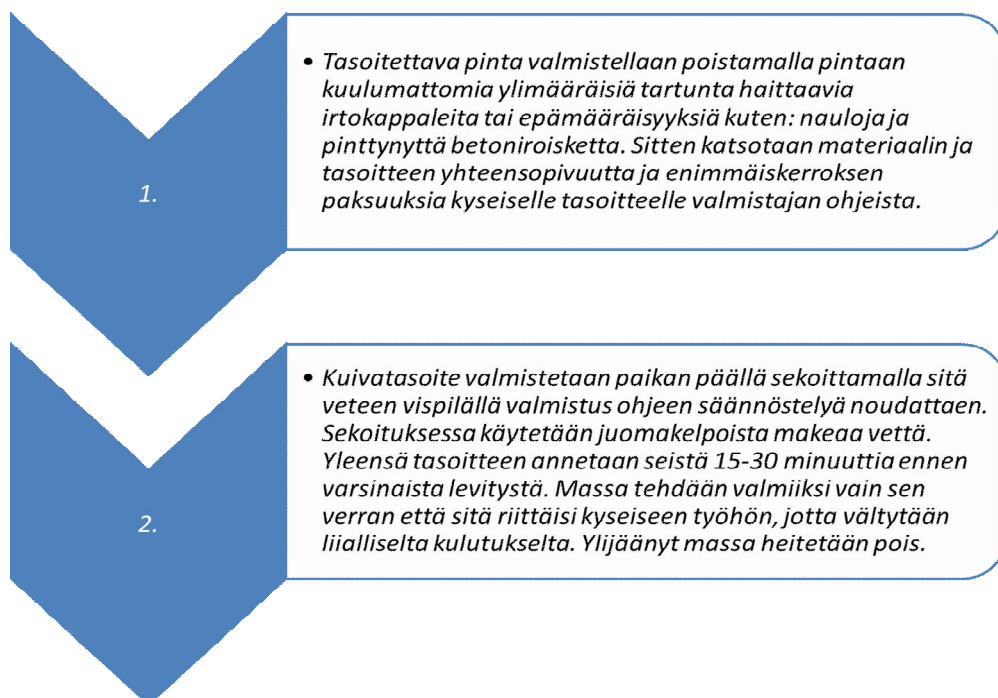 1.
• Tasoitettava pinta valmistellaan poistamalla pintaan
kuulumattomia ylimääräisiä tartunta haittaavia
irtokappaleita tai epämääräisyyksiä kuten: nauloja ja
pinttynyttä betoniroisketta. Sitten katsotaan materiaalin ja
tasoitteen yhteensopivuutta ja enimmäiskerroksen
paksuuksia kyseiselle tasoitteelle valmistajan ohjeista.
2.
• Kuivatasoite valmistetaan paikan päällä sekoittamalla sitä
veteen vispilällä valmistus ohjeen säännöstelyä noudattaen.
Sekoituksessa käytetään juomakelpoista makeaa vettä.
Yleensä tasoitteen annetaan seistä 15-30 minuuttia ennen
varsinaista levitystä. Massa tehdään valmiiksi vain sen
verran että sitä riittäisi kyseiseen työhön, jotta vältytään
liialliselta kulutukselta. Ylijäänyt massa heitetään pois.